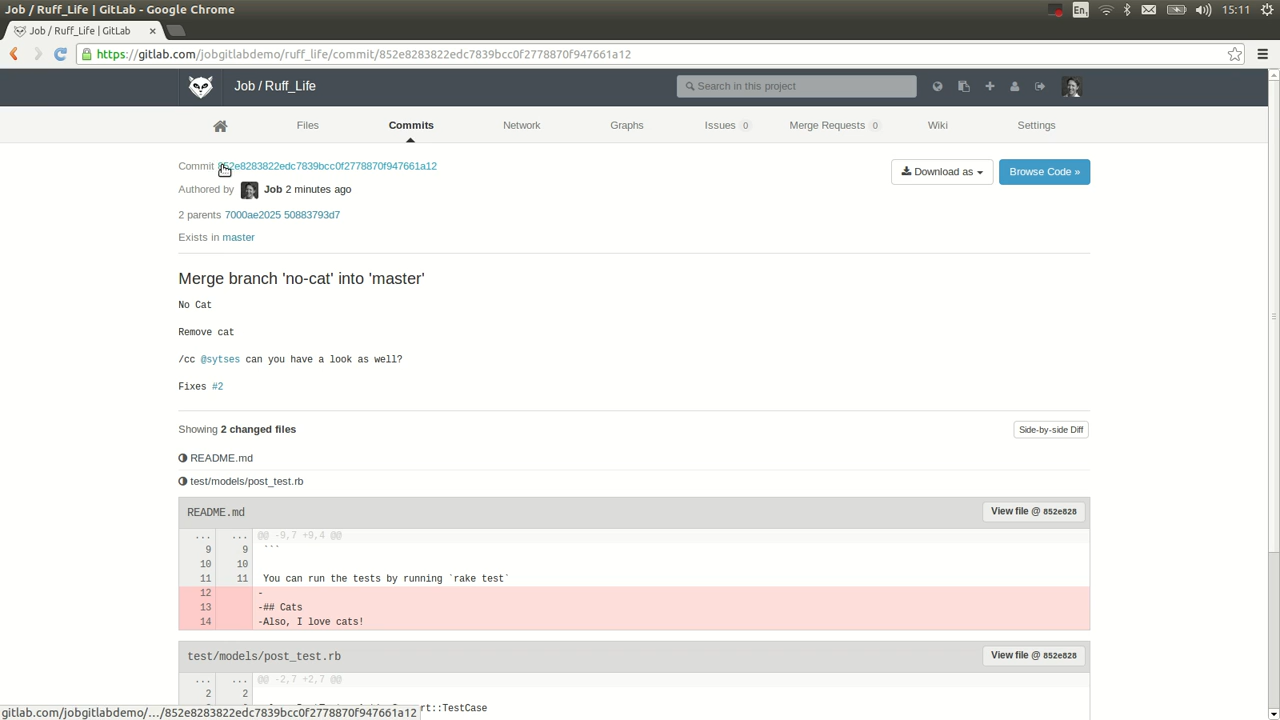 Job / Ruff_Life | GitLab - Google Chrome
En1
15:11
Job / Ruff_Life | GitLab ×
https://gitlab.com/jobgitlabdemo/ruff_life/commit/852e8283822edc7839bcc0f2778870f947661a12
Job / Ruff_Life
Search in this project
Files Commits Network Graphs Issues 0 Merge Requests 0 Wiki Settings
Commit 852e8283822edc7839bcc0f2778870f947661a12
Download as
Browse Code »
Authored by Job 2 minutes ago
2 parents 7000ae2025 50883793d7
Exists in master
Merge branch 'no-cat' into 'master'
No Cat
Remove cat
/cc @sytses can you have a look as well?
Fixes #2
Showing 2 changed files
Side-by-side Diff
README.md
test/models/post_test.rb
README.md View file @ 852e828
... ... @@ -9,7 +9,4 @@
9 9 ```
10 10
11 11 You can run the tests by running `rake test`
12 -
13 -## Cats
14 -Also, I love cats!
test/models/post_test.rb View file @ 852e828
... ... @@ -2,7 +2,7 @@
2 2
rt::TestCase
gitlab.com/jobgitlabdemo/.../852e8283822edc7839bcc0f2778870f947661a12